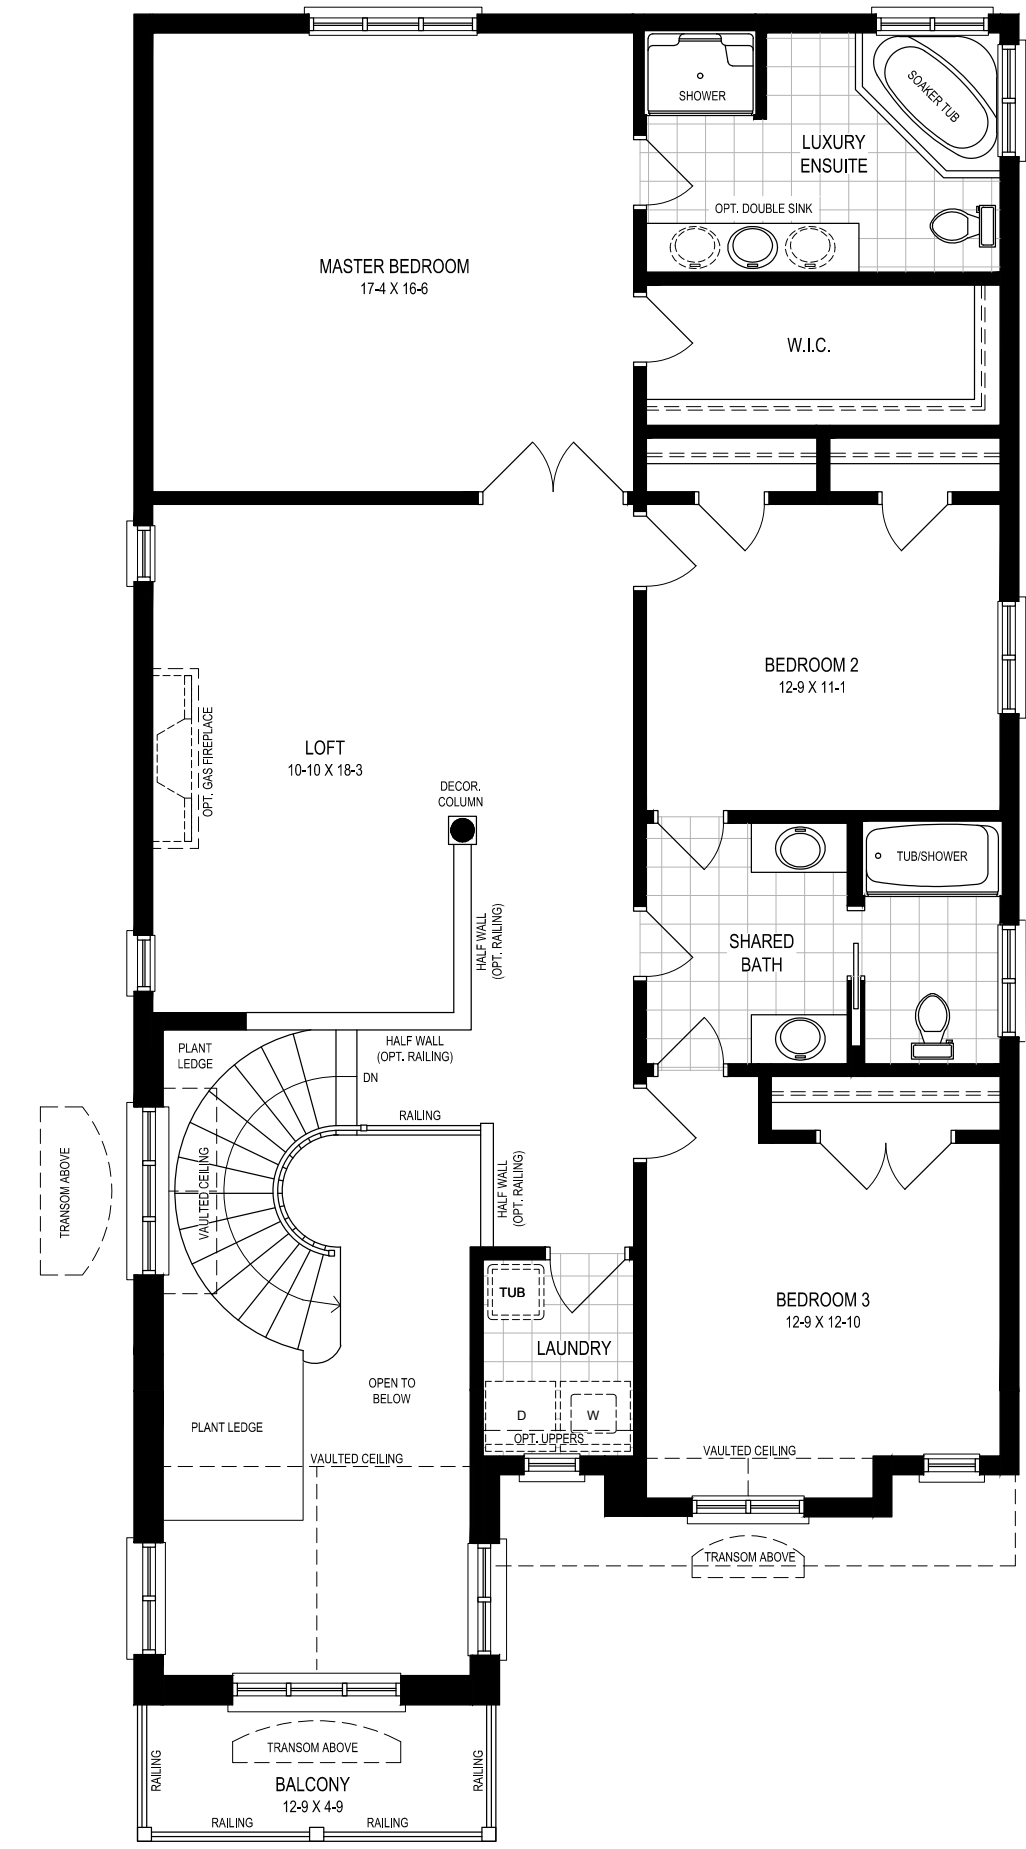 SHOWER
SOAKER TUB
LUXURY
ENSUITE
OPT. DOUBLE SINK
MASTER BEDROOM
17-4 X 16-6
W.I.C.
BEDROOM 2
12-9 X 11-1
OPT. GAS FIREPLACE
LOFT
10-10 X 18-3
DECOR.
COLUMN
TUB/SHOWER
HALF WALL
(OPT. RAILING)
SHARED
BATH
PLANT
LEDGE
HALF WALL
(OPT. RAILING)
DN
RAILING
TRANSOM ABOVE
VAULTED CEILING
HALF WALL
(OPT. RAILING)
TUB
LAUNDRY
BEDROOM 3
12-9 X 12-10
OPEN TO
BELOW
D
W
OPT. UPPERS
PLANT LEDGE
VAULTED CEILING
VAULTED CEILING
TRANSOM ABOVE
TRANSOM ABOVE
RAILING
RAILING
BALCONY
12-9 X 4-9
RAILING
RAILING